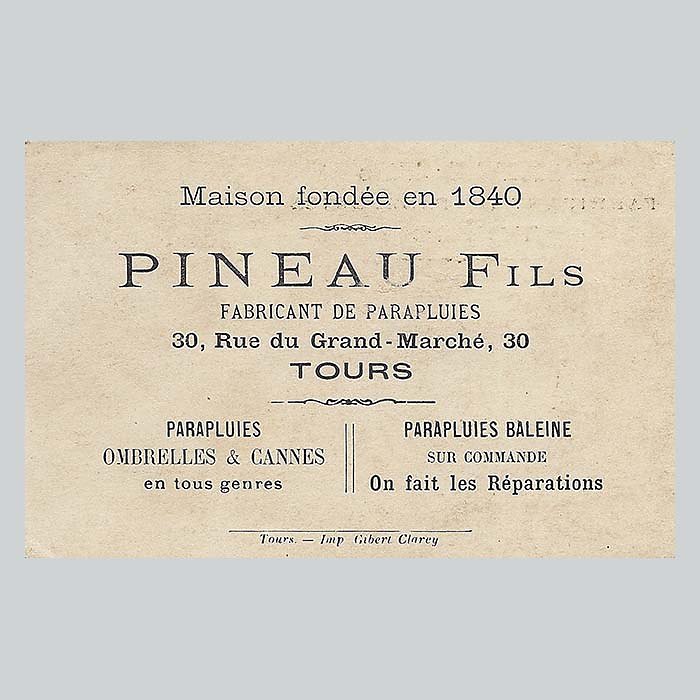 Maison fondée en 1840
PINEAU FILS
FABRICANT DE PARAPLUIES
30, Rue du Grand-Marché, 30
TOURS
PARAPLUIES
OMBRELLES & CANNES
en tous genres
PARAPLUIES BALEINE
SUR COMMANDE
On fait les Réparations
Tours. — Imp Gibert Clarey